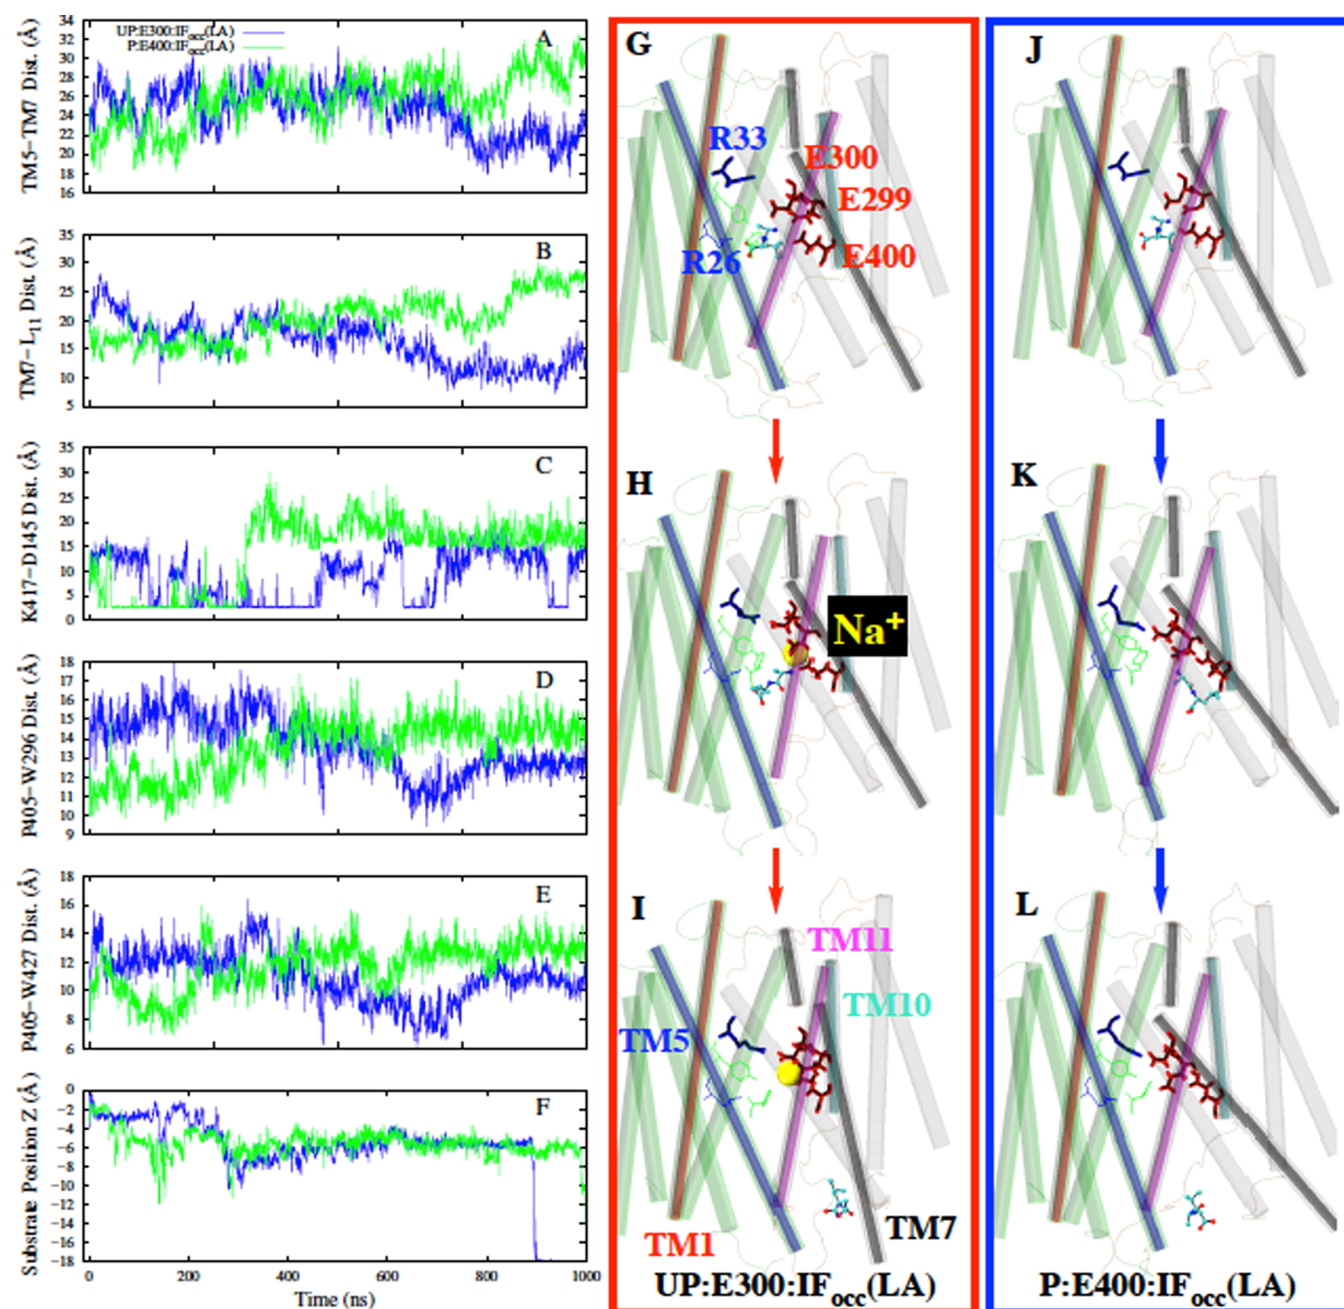 UP:E300:IFocc(LA)
P:E400:IFocc(LA)
A
TM5−TM7 Dist. (Å)
34
32
30
28
26
24
22
20
18
16
B
TM7−L11 Dist. (Å)
35
30
25
20
15
10
5
C
K417−D145 Dist. (Å)
35
30
25
20
15
10
5
0
D
P405−W296 Dist. (Å)
18
17
16
15
14
13
12
11
10
9
E
P405−W427 Dist. (Å)
18
16
14
12
10
8
6
F
Substrate Position Z (Å)
0
−2
−4
−6
−8
−10
−12
−14
−16
−18
0 200 400 600 800 1000
Time (ns)
G
R33
E300
E299
R26
E400
H
Na+
I
TM11
TM10
TM5
TM1
TM7
UP:E300:IFocc(LA)
J
K
L
P:E400:IFocc(LA)